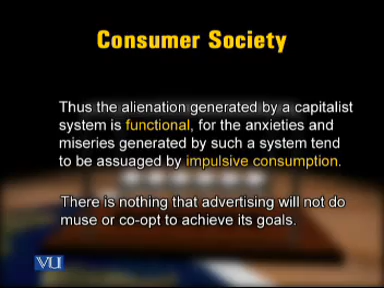 Consumer Society
Thus the alienation generated by a capitalist
system is functional, for the anxieties and
miseries generated by such a system tend
to be assuaged by impulsive consumption.
There is nothing that advertising will not do
muse or co-opt to achieve its goals.
VU